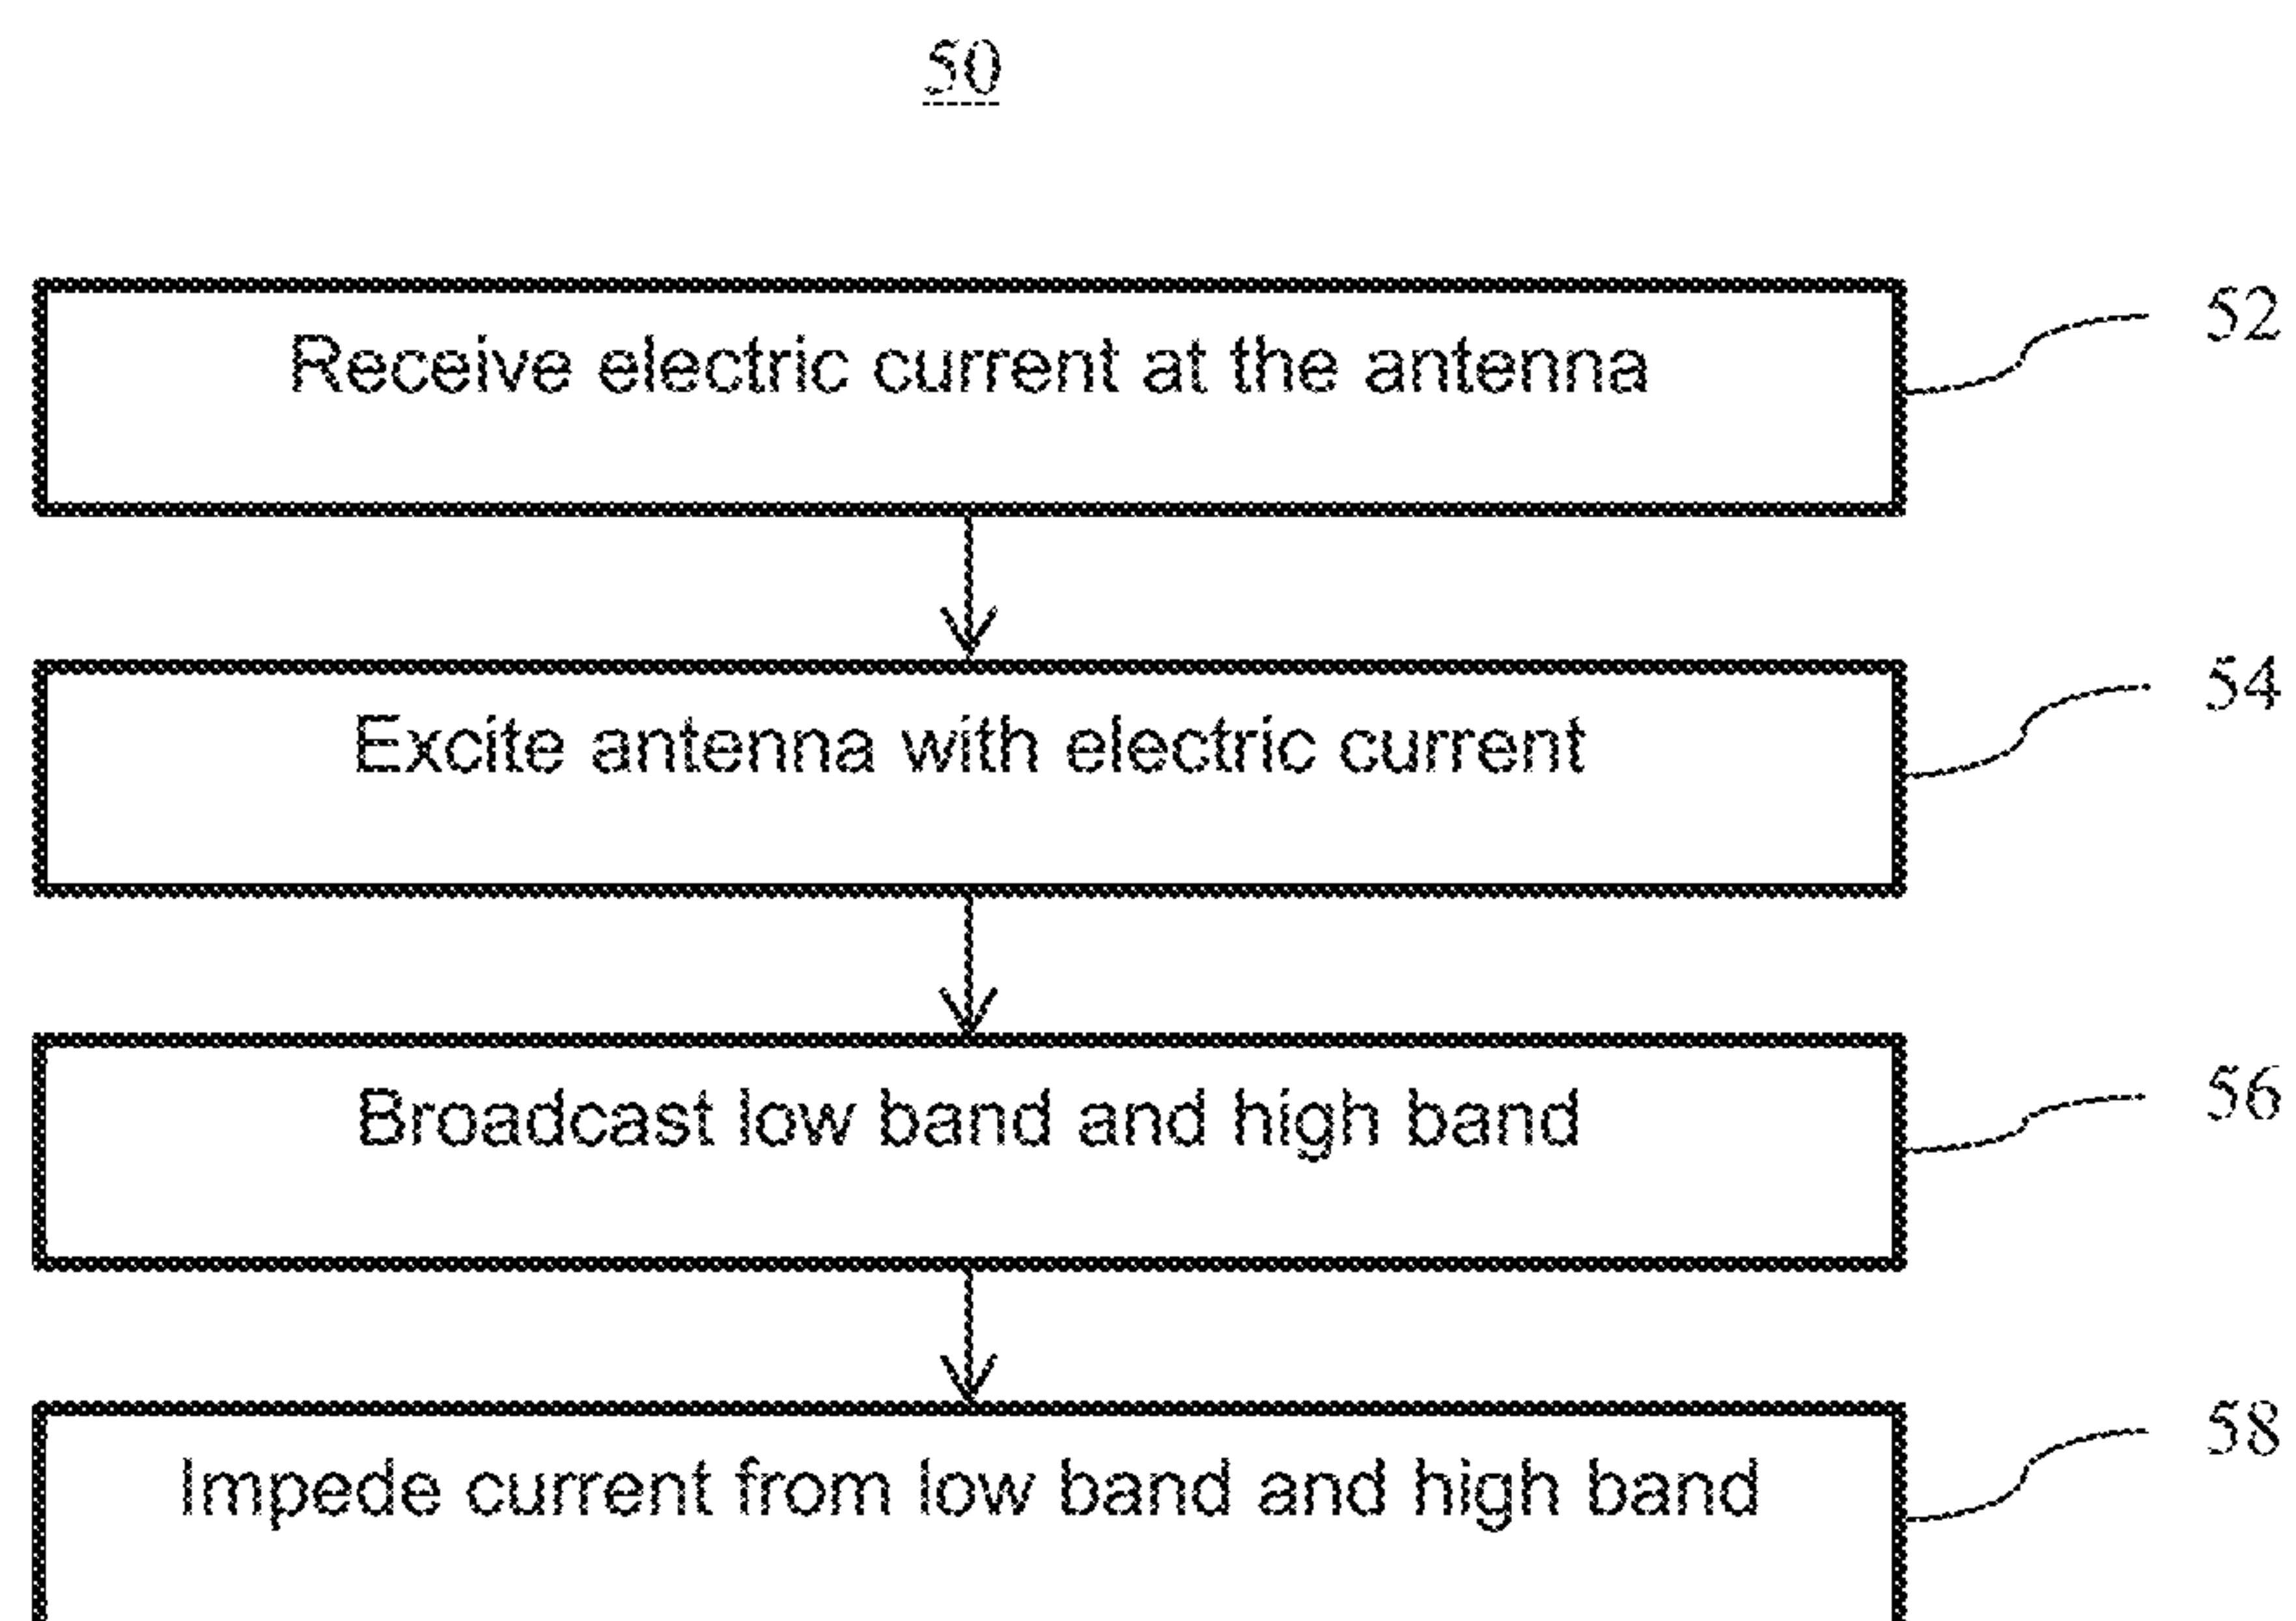 50
Receive electric current at the antenna
52
Excite antenna with electric current
54
Broadcast low band and high band
56
Impede current from low band and high band
58